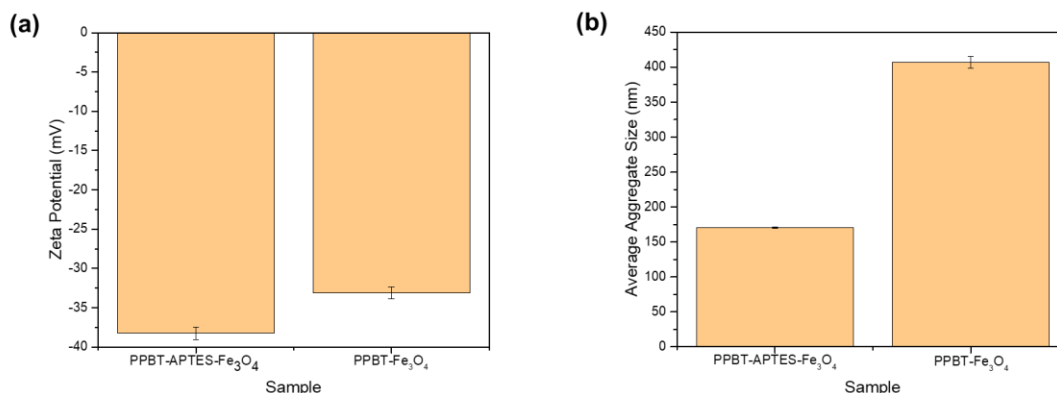 (a)
Zeta Potential (mV)
0
-5
-10
-15
-20
-25
-30
-35
-40
PPBT-APTES-Fe₃O₄
PPBT-Fe₃O₄
Sample
(b)
Average Aggregate Size (nm)
450
400
350
300
250
200
150
100
50
0
PPBT-APTES-Fe₃O₄
PPBT-Fe₃O₄
Sample